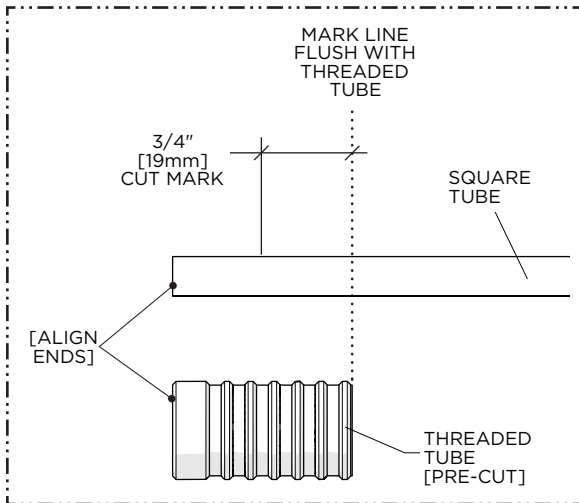 MARK LINE
FLUSH WITH
THREADED
TUBE
3/4"
[19mm]
CUT MARK
SQUARE
TUBE
[ALIGN
ENDS]
THREADED
TUBE
[PRE-CUT]